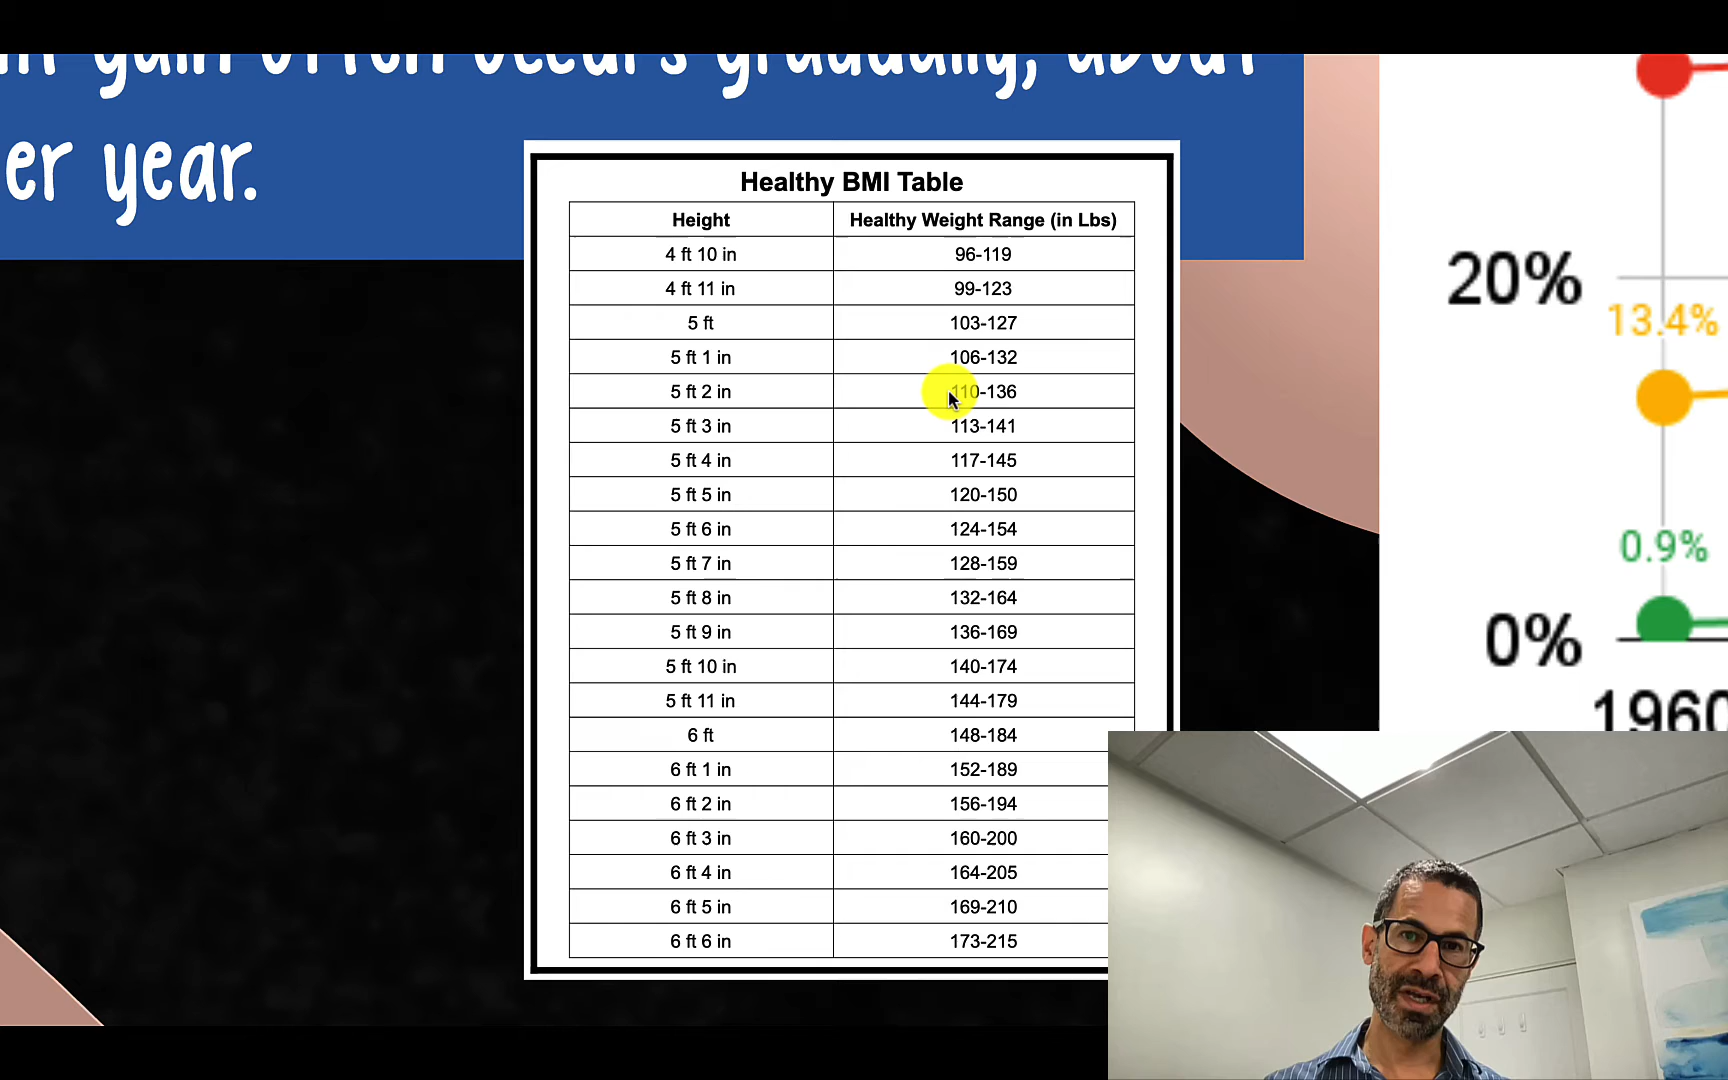 gain often occurs gradually, about
er year.
Healthy BMI Table
Height Healthy Weight Range (in Lbs)
4 ft 10 in 96-119
4 ft 11 in 99-123
5 ft 103-127
5 ft 1 in 106-132
5 ft 2 in 110-136
5 ft 3 in 113-141
5 ft 4 in 117-145
5 ft 5 in 120-150
5 ft 6 in 124-154
5 ft 7 in 128-159
5 ft 8 in 132-164
5 ft 9 in 136-169
5 ft 10 in 140-174
5 ft 11 in 144-179
6 ft 148-184
6 ft 1 in 152-189
6 ft 2 in 156-194
6 ft 3 in 160-200
6 ft 4 in 164-205
6 ft 5 in 169-210
6 ft 6 in 173-215
20%
13.4%
0.9%
0%
1960